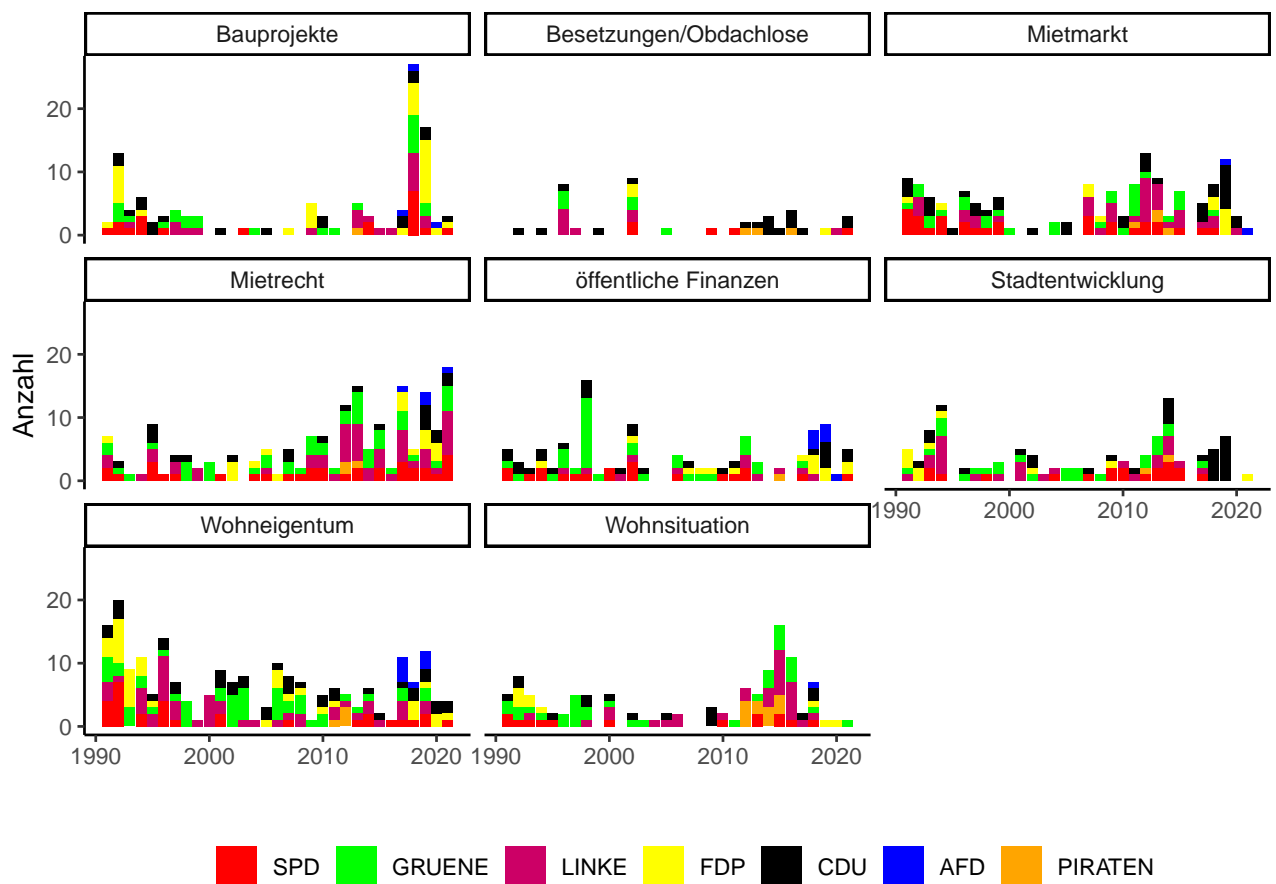 Bauprojekte
Besetzungen/Obdachlose
Mietmarkt
20
10
0
Mietrecht
öffentliche Finanzen
Stadtentwicklung
Anzahl
20
10
0
1990
2000
2010
2020
Wohneigentum
Wohnsituation
20
10
0
1990
2000
2010
2020
1990
2000
2010
2020
SPD GRUENE LINKE FDP CDU AFD PIRATEN